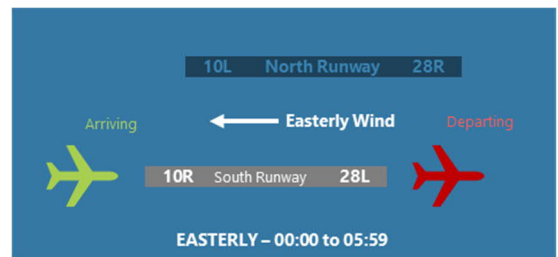 10L North Runway 28R
Easterly Wind
Arriving
Departing
10R South Runway 28L
EASTERLY – 00:00 to 05:59